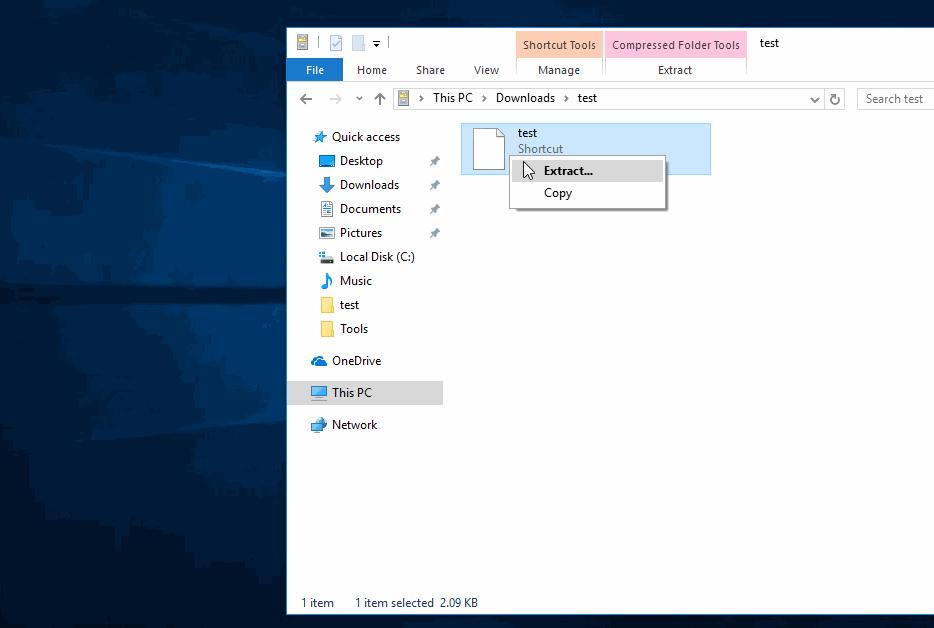 Shortcut Tools
Compressed Folder Tools
test
File
Home
Share
View
Manage
Extract
This PC
Downloads
test
Search test
Quick access
Desktop
Downloads
Documents
Pictures
Local Disk (C:)
Music
test
Tools
OneDrive
This PC
Network
test
Shortcut
Extract...
Copy
1 item
1 item selected 2.09 KB